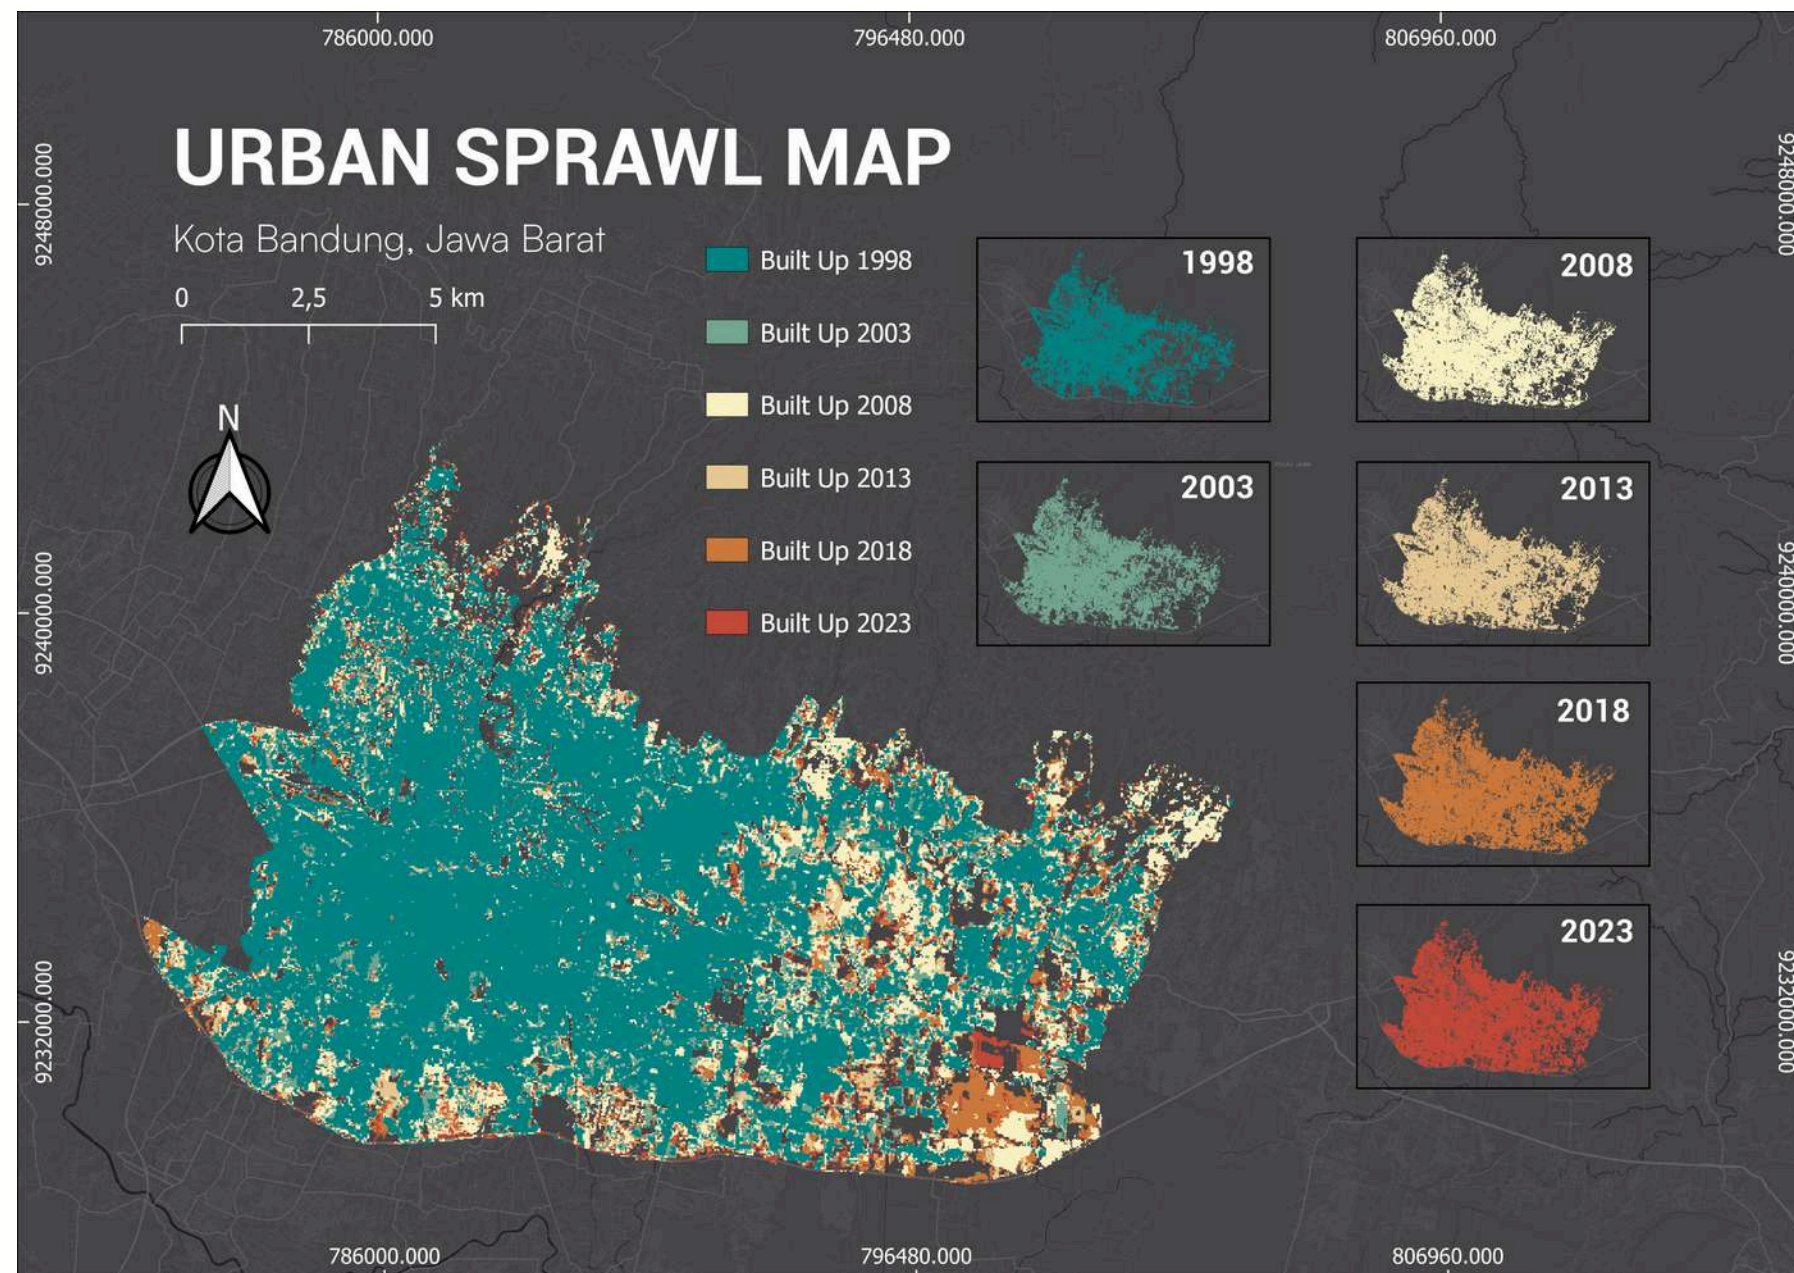 786000.000
796480.000
806960.000
9248000.000
9248000.000
URBAN SPRAWL MAP
Kota Bandung, Jawa Barat
0 2,5 5 km
N
Built Up 1998
Built Up 2003
Built Up 2008
Built Up 2013
Built Up 2018
Built Up 2023
1998
2008
2003
2013
2018
2023
9240000.000
9240000.000
9232000.000
9232000.000
786000.000
796480.000
806960.000